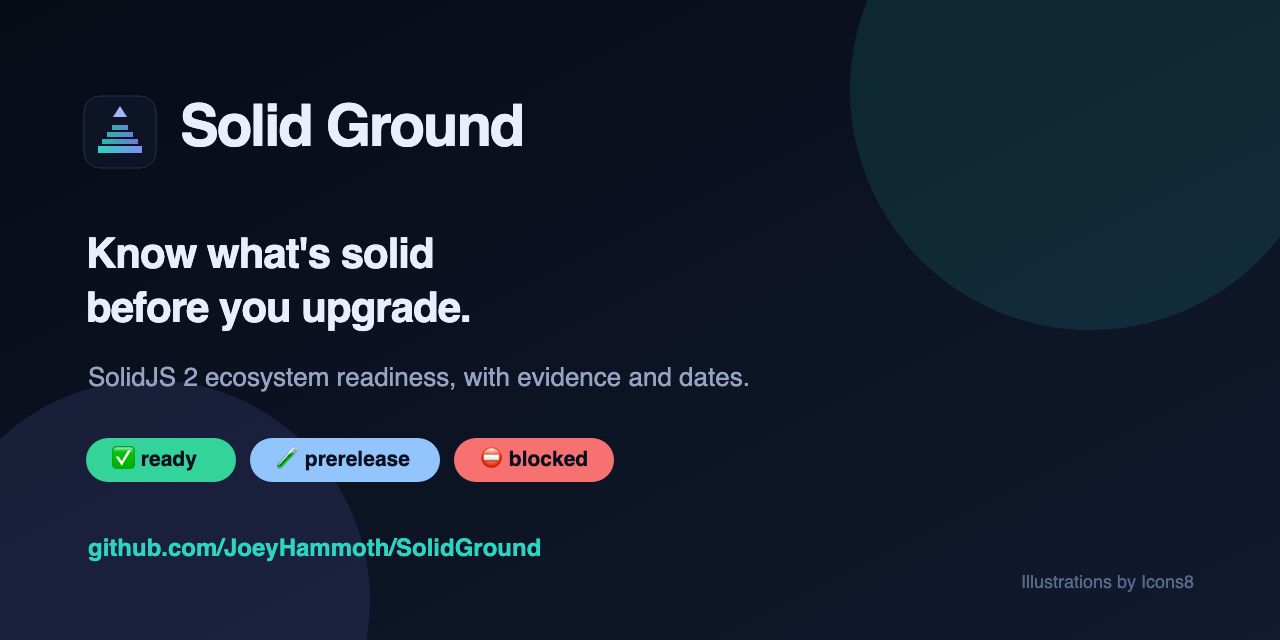 Solid Ground
Know what's solid
before you upgrade.
SolidJS 2 ecosystem readiness, with evidence and dates.
✅ ready
🧪 prerelease
⛔ blocked
github.com/JoeyHammoth/SolidGround
Illustrations by Icons8